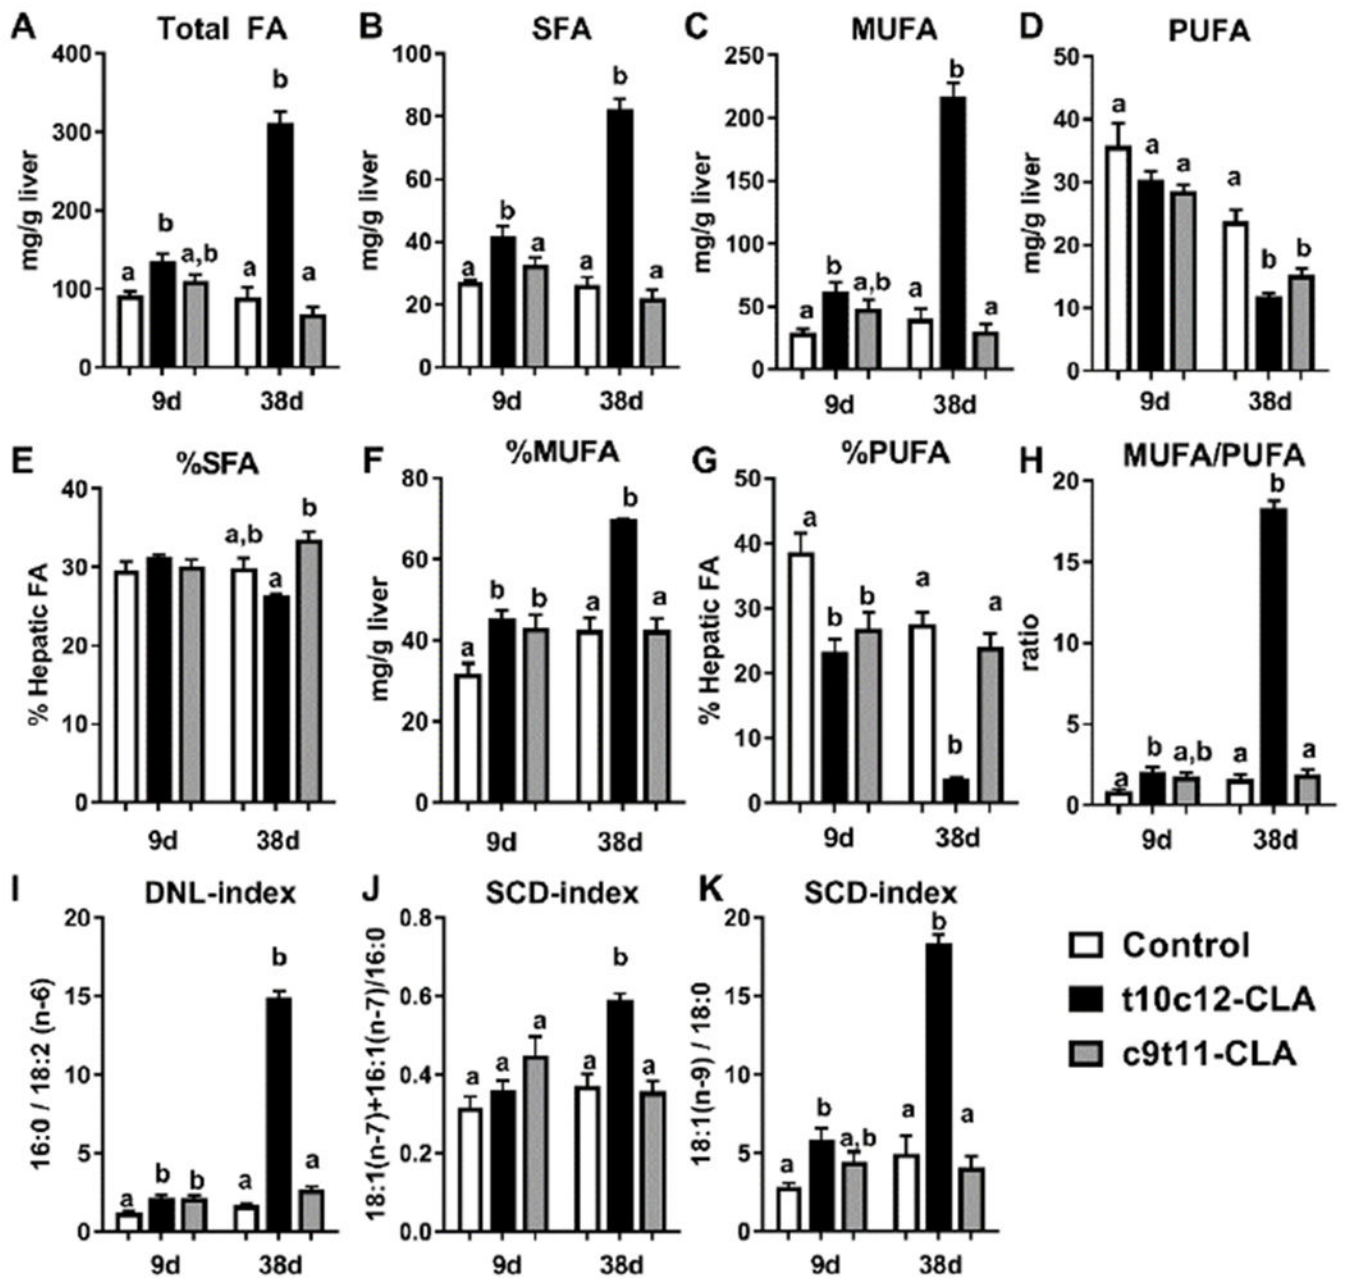 A Total FA
mg/g liver
400
300
200
100
0
a b a,b a b a
9d 38d
B SFA
mg/g liver
100
80
60
40
20
0
a b a a b a
9d 38d
C MUFA
mg/g liver
250
200
150
100
50
0
a b a,b a b a
9d 38d
D PUFA
mg/g liver
50
40
30
20
10
0
a a a a b b
9d 38d
E %SFA
% Hepatic FA
40
30
20
10
0
a,b a b
9d 38d
F %MUFA
mg/g liver
80
60
40
20
0
a b b a b a
9d 38d
G %PUFA
% Hepatic FA
50
40
30
20
10
0
a b b a b a
9d 38d
H MUFA/PUFA
ratio
20
15
10
5
0
a b a,b a b a
9d 38d
I DNL-index
16:0 / 18:2 (n-6)
20
15
10
5
0
a b b a b a
9d 38d
J SCD-index
18:1(n-7)+16:1(n-7)/16:0
0.8
0.6
0.4
0.2
0.0
a a a a b a
9d 38d
K SCD-index
18:1(n-9) / 18:0
20
15
10
5
0
a b a,b a b a
9d 38d
Control
t10c12-CLA
c9t11-CLA